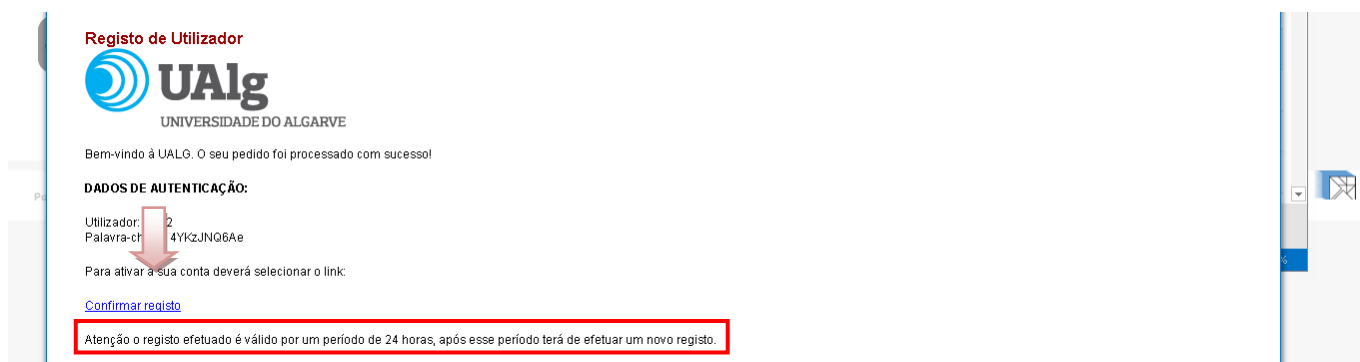 Registo de Utilizador
UAlg
UNIVERSIDADE DO ALGARVE
Bem-vindo à UALG. O seu pedido foi processado com sucesso!
DADOS DE AUTENTICAÇÃO:
Utilizador: 2
4YKzJNQ6Ae
Para ativar a sua conta deverá selecionar o link:
Confirmar registo
Atenção o registo efetuado é válido por um período de 24 horas, após esse período terá de efetuar um novo registo.